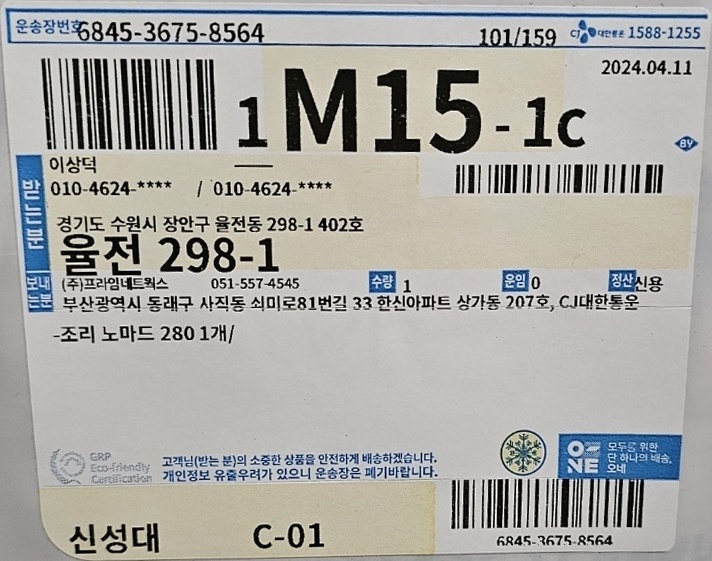 운송장번호 6845-3675-8564 101/159 CJ대한통운 1588-1255
2024.04.11
1 M15 - 1c
BY
받는분
이상덕
010-4624-**** / 010-4624-****
경기도 수원시 장안구 율전동 298-1 402호
율전 298-1
보내는분 (주)프라임네트웍스 051-557-4545 수량 1 운임 0 정산 신용
부산광역시 동래구 사직동 쇠미로81번길 33 한신아파트 상가동 207호, CJ대한통운
-조리 노마드 280 1개/
GRP
Eco-friendly
Certification
고객님(받는 분)의 소중한 상품을 안전하게 배송하겠습니다.
개인정보 유출우려가 있으니 운송장은 폐기바랍니다.
O-NE
모두를 위한
단 하나의 배송,
오네
신성대 C-01
6845-3675-8564